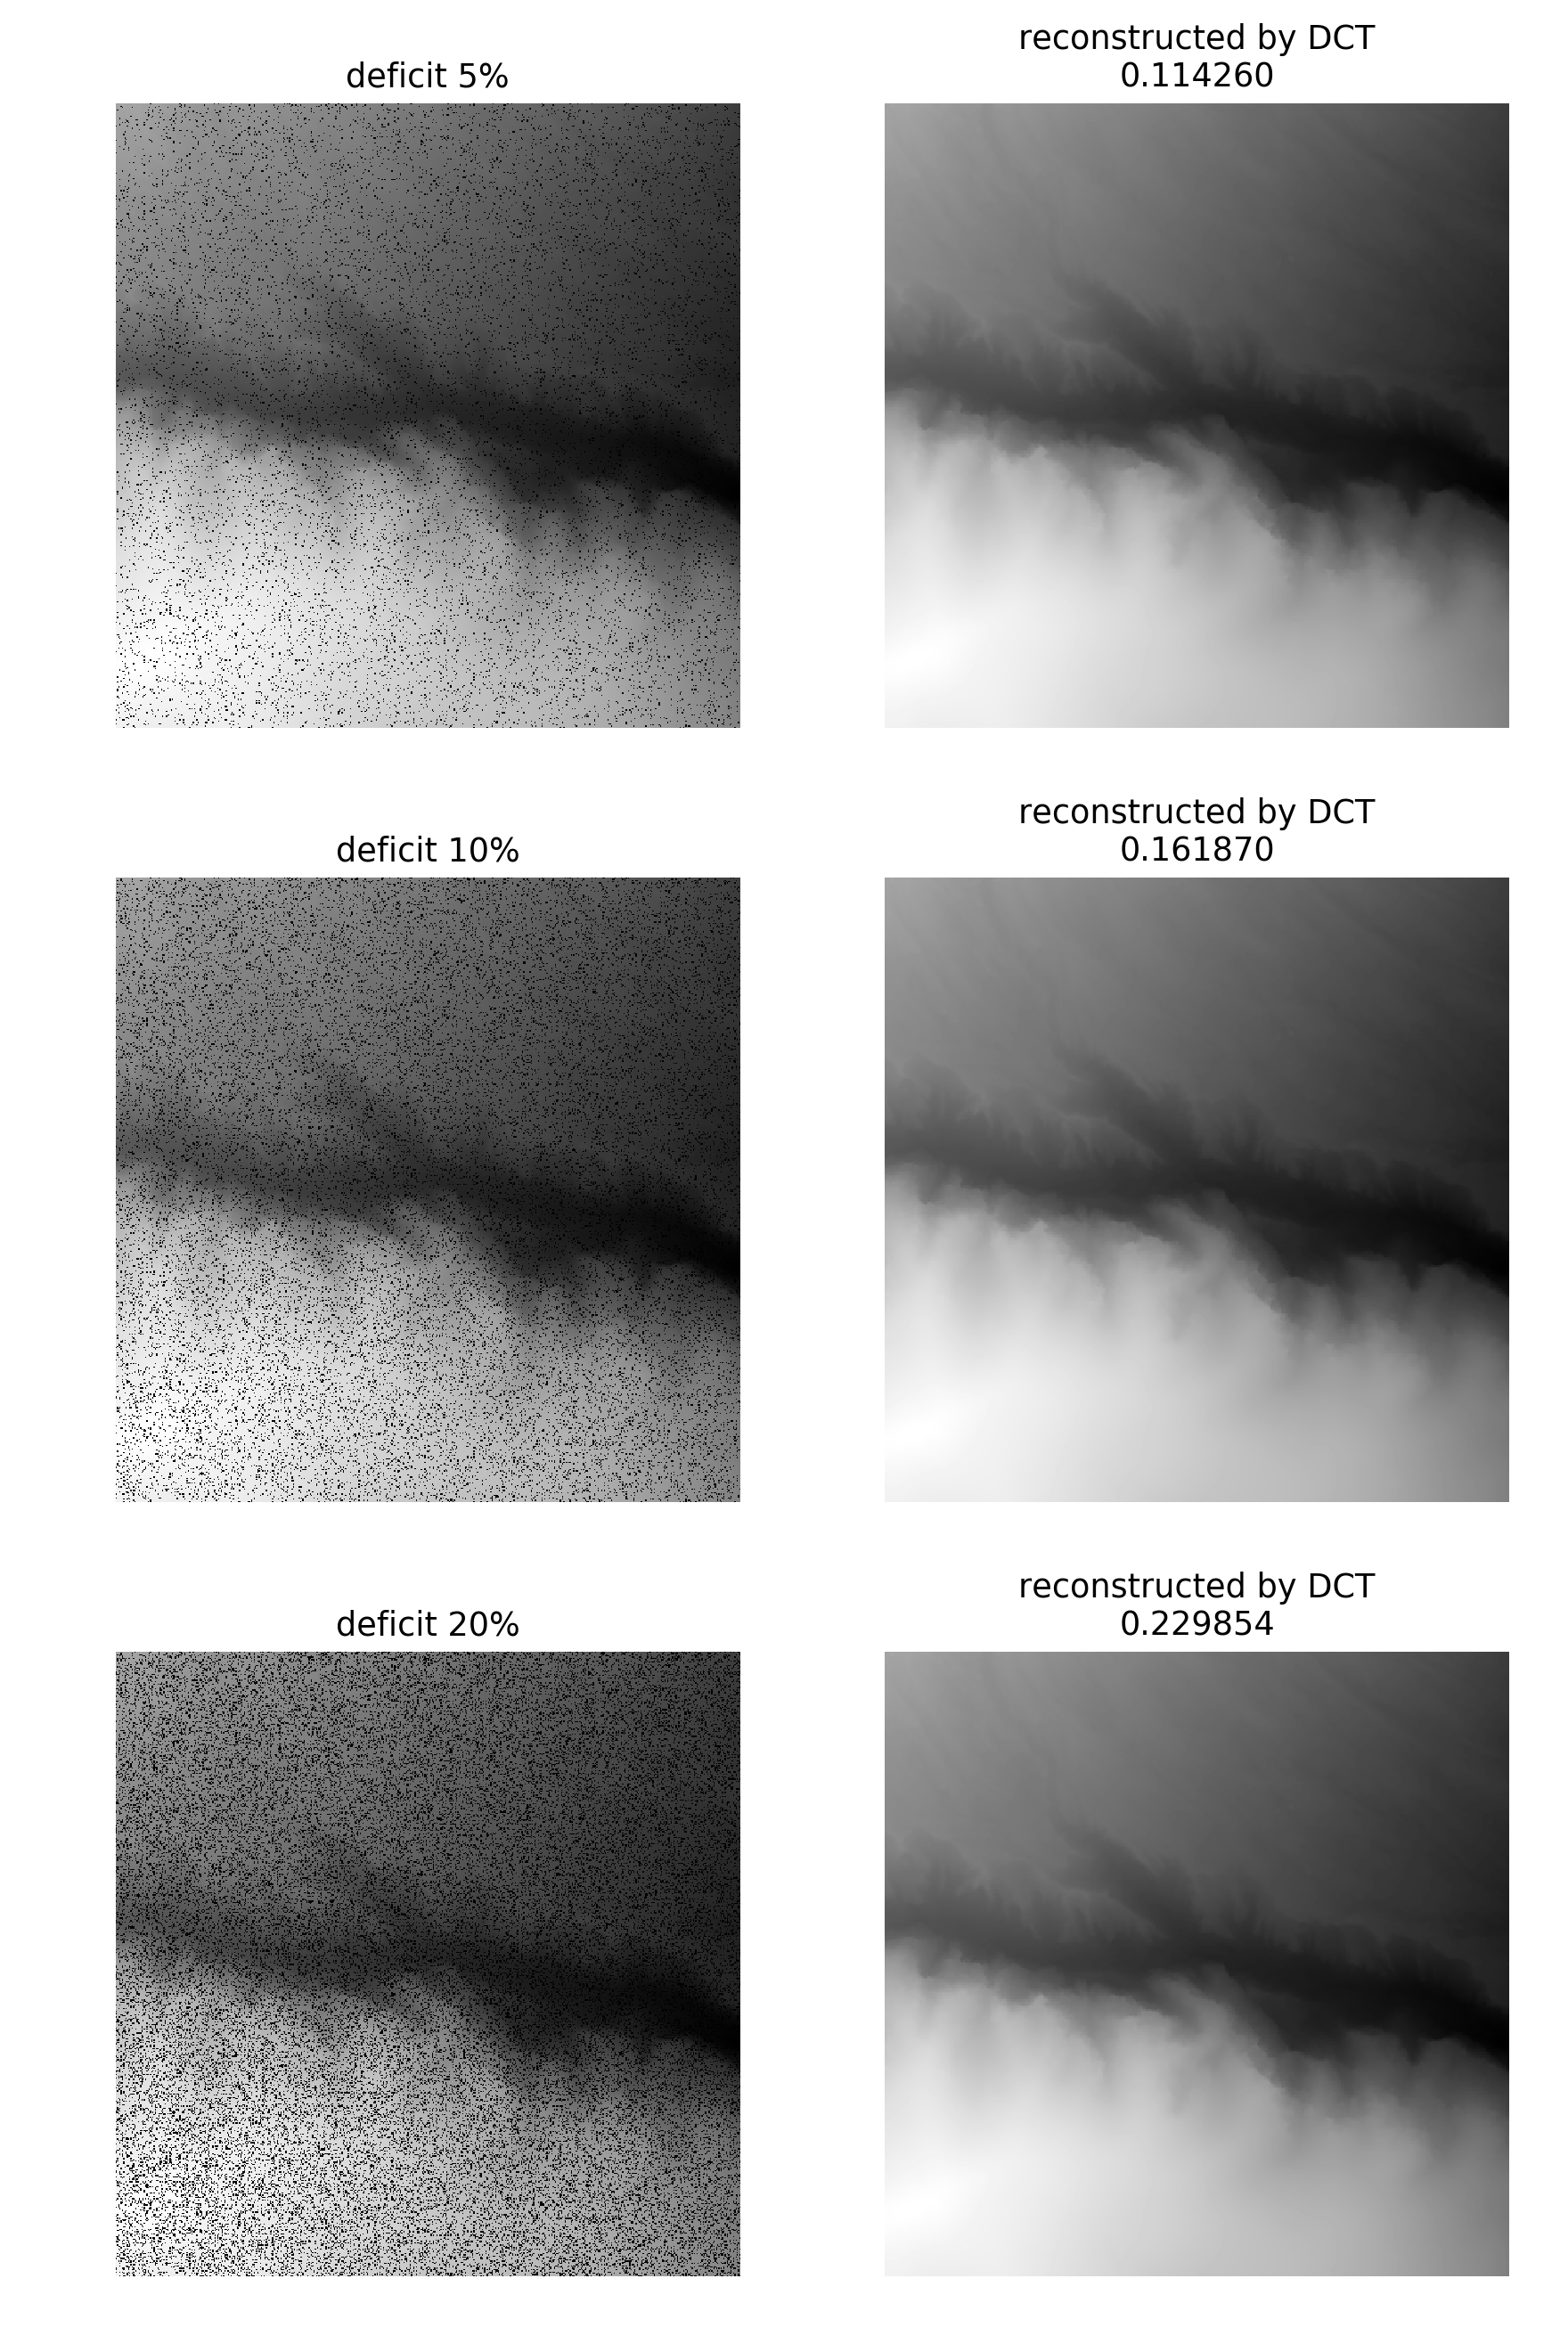 deficit 5%
reconstructed by DCT
0.114260
deficit 10%
reconstructed by DCT
0.161870
deficit 20%
reconstructed by DCT
0.229854